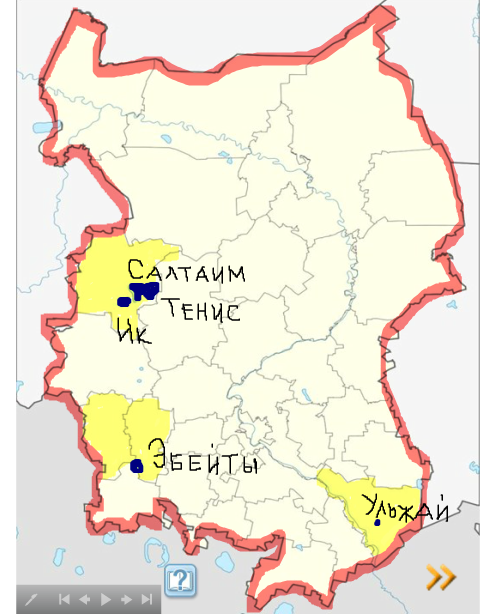 Салтаим
Тенис
Ик
Эбейты
Ульжай
?